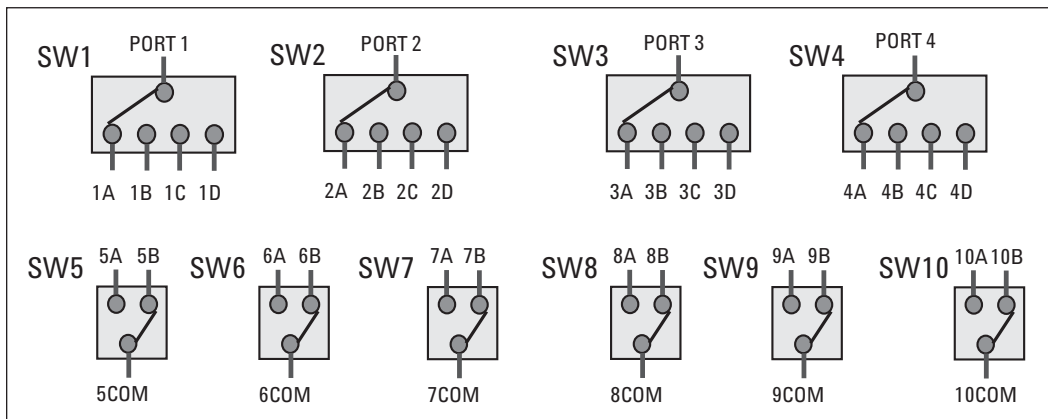 SW1 PORT 1 SW2 PORT 2 SW3 PORT 3 SW4 PORT 4
1A 1B 1C 1D 2A 2B 2C 2D 3A 3B 3C 3D 4A 4B 4C 4D
SW5 5A 5B SW6 6A 6B SW7 7A 7B SW8 8A 8B SW9 9A 9B SW10 10A 10B
5COM 6COM 7COM 8COM 9COM 10COM